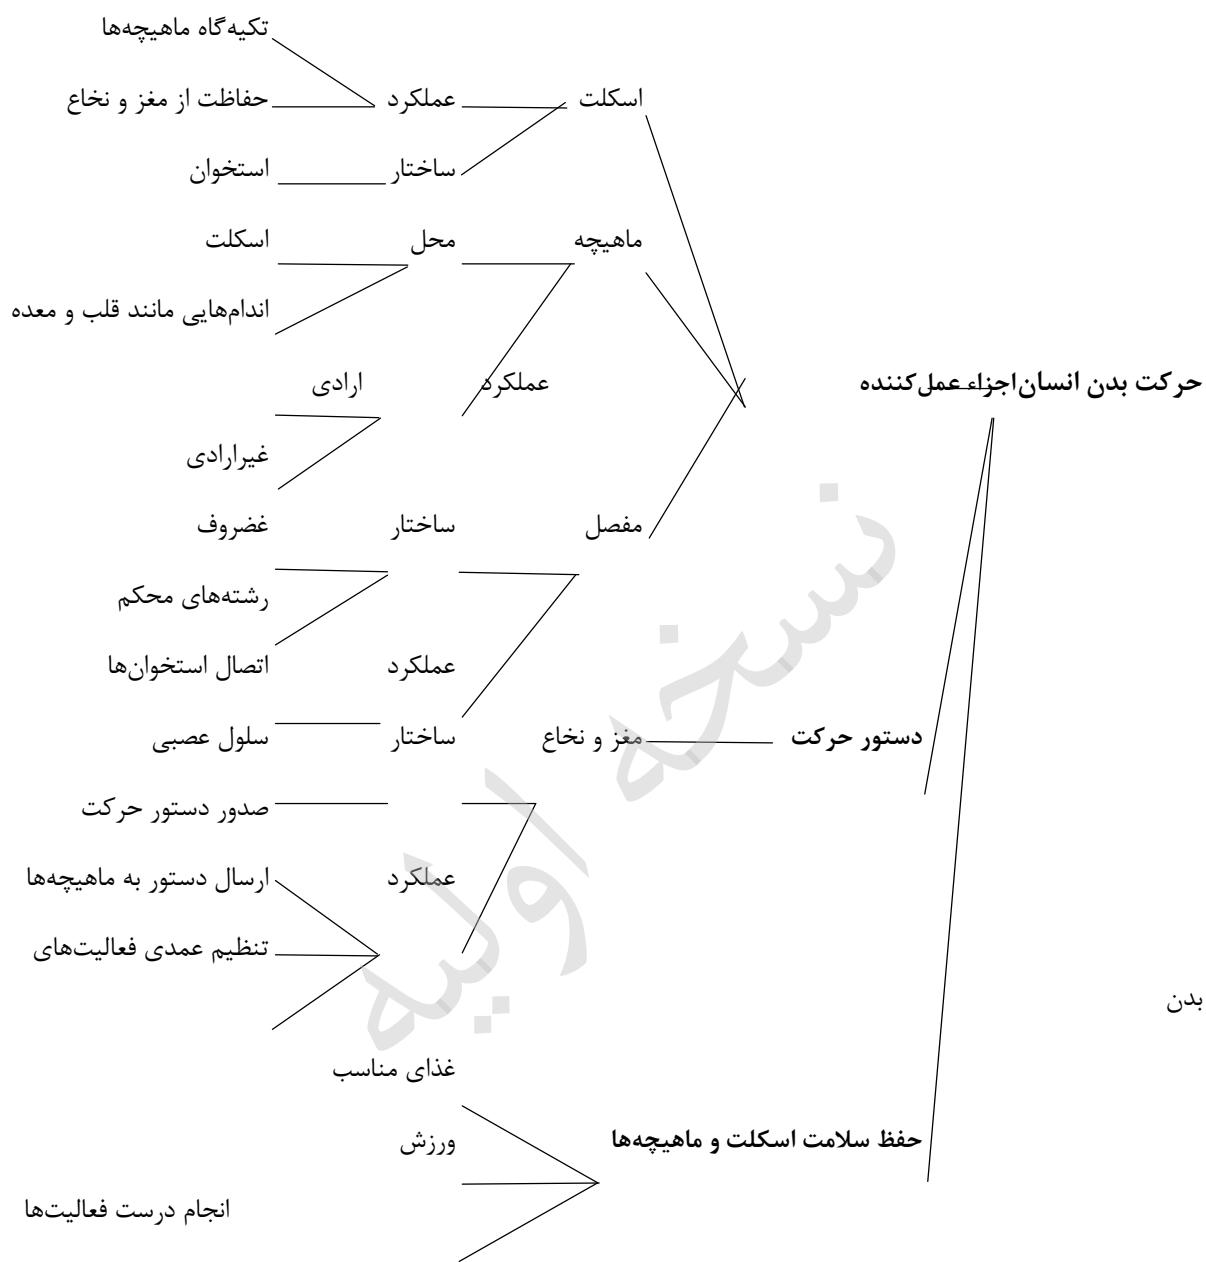 تکیه‌گاه ماهیچه‌ها
اسکلت عملکرد حفاظت از مغز و نخاع
ساختار استخوان
ماهیچه محل اسکلت
اندام‌هایی مانند قلب و معده
حرکت بدن انسان اجزاء عمل‌کننده عملکرد ارادی
غیرارادی
مفصل ساختار غضروف
رشته‌های محکم
عملکرد اتصال استخوان‌ها
دستور حرکت مغز و نخاع ساختار سلول عصبی
صدور دستور حرکت
عملکرد ارسال دستور به ماهیچه‌ها
تنظیم عمدی فعالیت‌های
بدن
غذای مناسب
حفظ سلامت اسکلت و ماهیچه‌ها ورزش
انجام درست فعالیت‌ها
نسخه اولیه